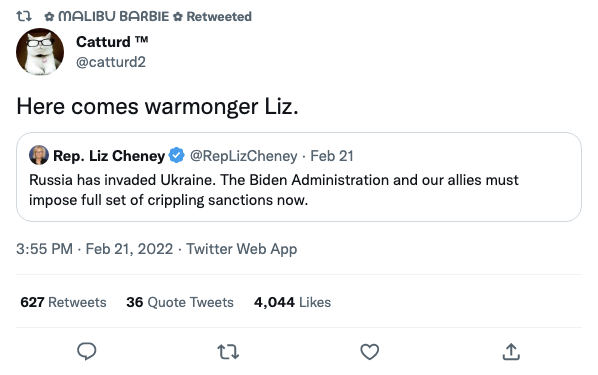 ✿ ᗰᗩᒪIᗷᑌ ᗷᗩᖇᗷIE ✿ Retweeted
Catturd ™
@catturd2
Here comes warmonger Liz.
Rep. Liz Cheney @RepLizCheney · Feb 21
Russia has invaded Ukraine. The Biden Administration and our allies must
impose full set of crippling sanctions now.
3:55 PM · Feb 21, 2022 · Twitter Web App
627 Retweets 36 Quote Tweets 4,044 Likes